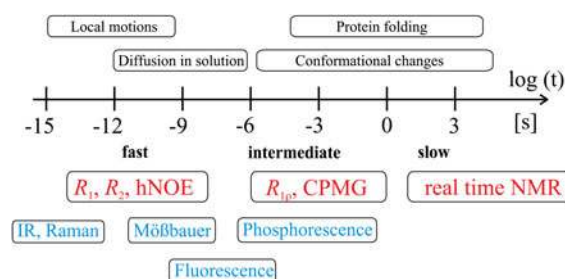 Local motions
Protein folding
Diffusion in solution
Conformational changes
log (t)
-15 -12 -9 -6 -3 0 3 [s]
fast intermediate slow
R₁, R₂, hNOE
R₁ρ, CPMG
real time NMR
IR, Raman
Mößbauer
Phosphorescence
Fluorescence